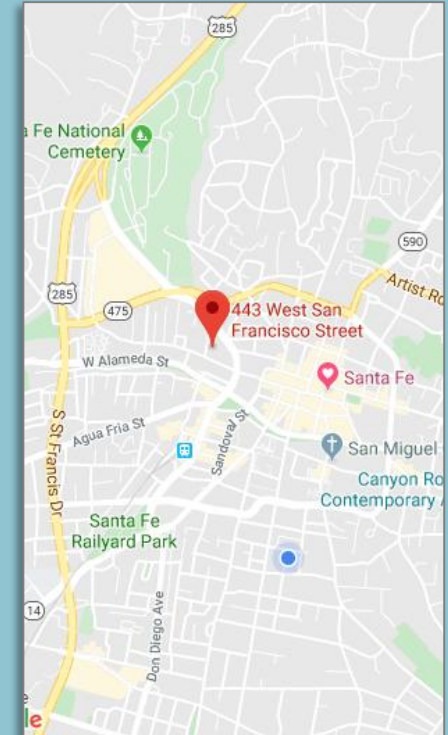 285
a Fe National
Cemetery
590
Artist Ro
285
475
443 West San
Francisco Street
W Alameda St
Santa Fe
Agua Fria St
Sandoval St
San Miguel
S St Francis Dr
Canyon Ro
Contemporary
Santa Fe
Railyard Park
Don Diego Ave
14
le